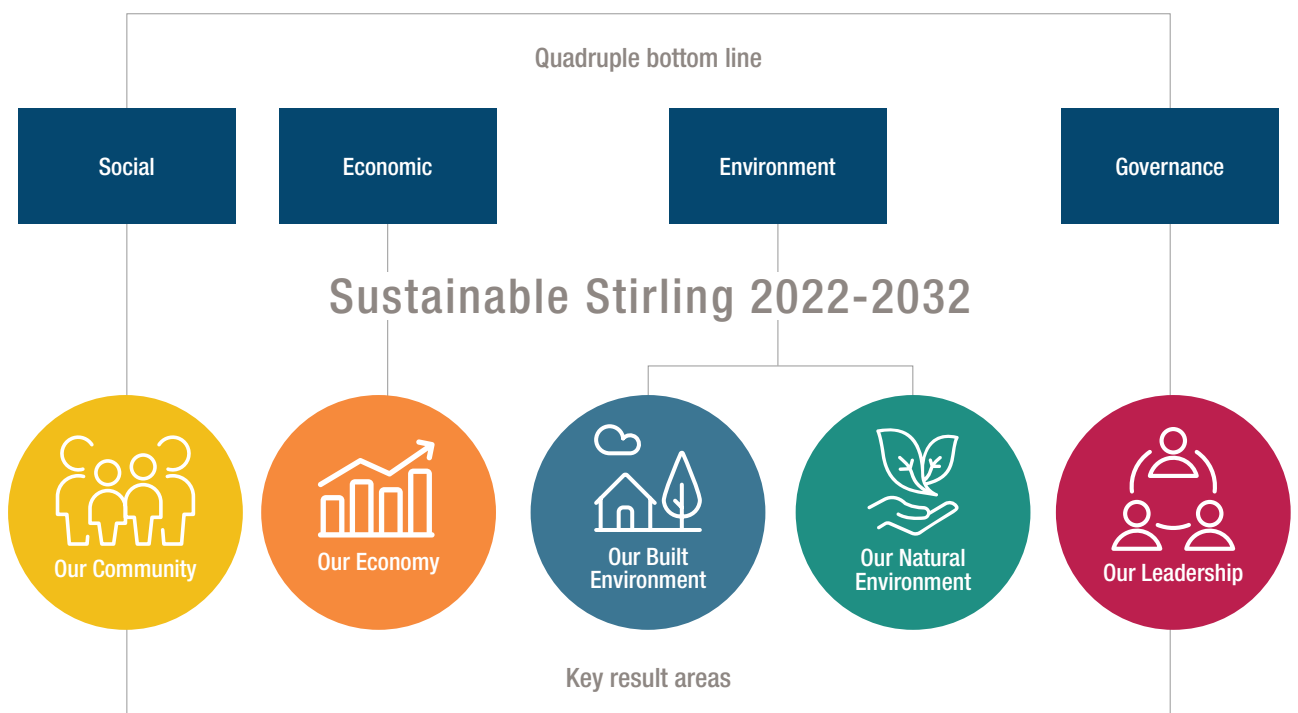 Quadruple bottom line
Social
Economic
Environment
Governance
Sustainable Stirling 2022-2032
Our Community
Our Economy
Our Built
Environment
Our Natural
Environment
Our Leadership
Key result areas